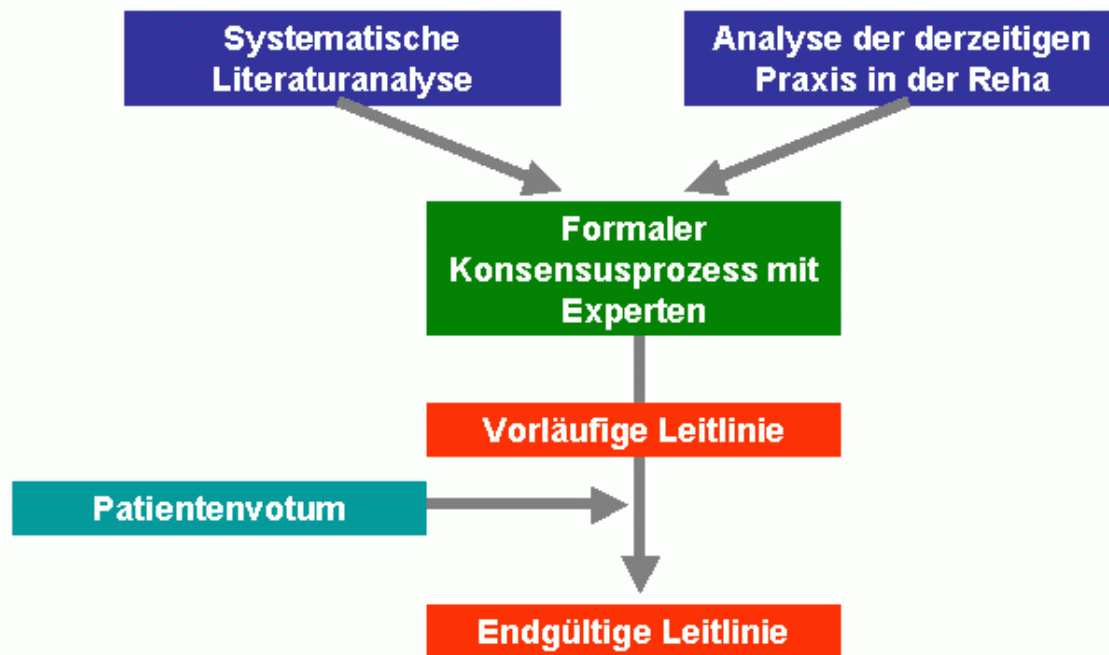 Systematische
Literaturanalyse
Analyse der derzeitigen
Praxis in der Reha
Formaler
Konsensusprozess mit
Experten
Vorläufige Leitlinie
Patientenvotum
Endgültige Leitlinie